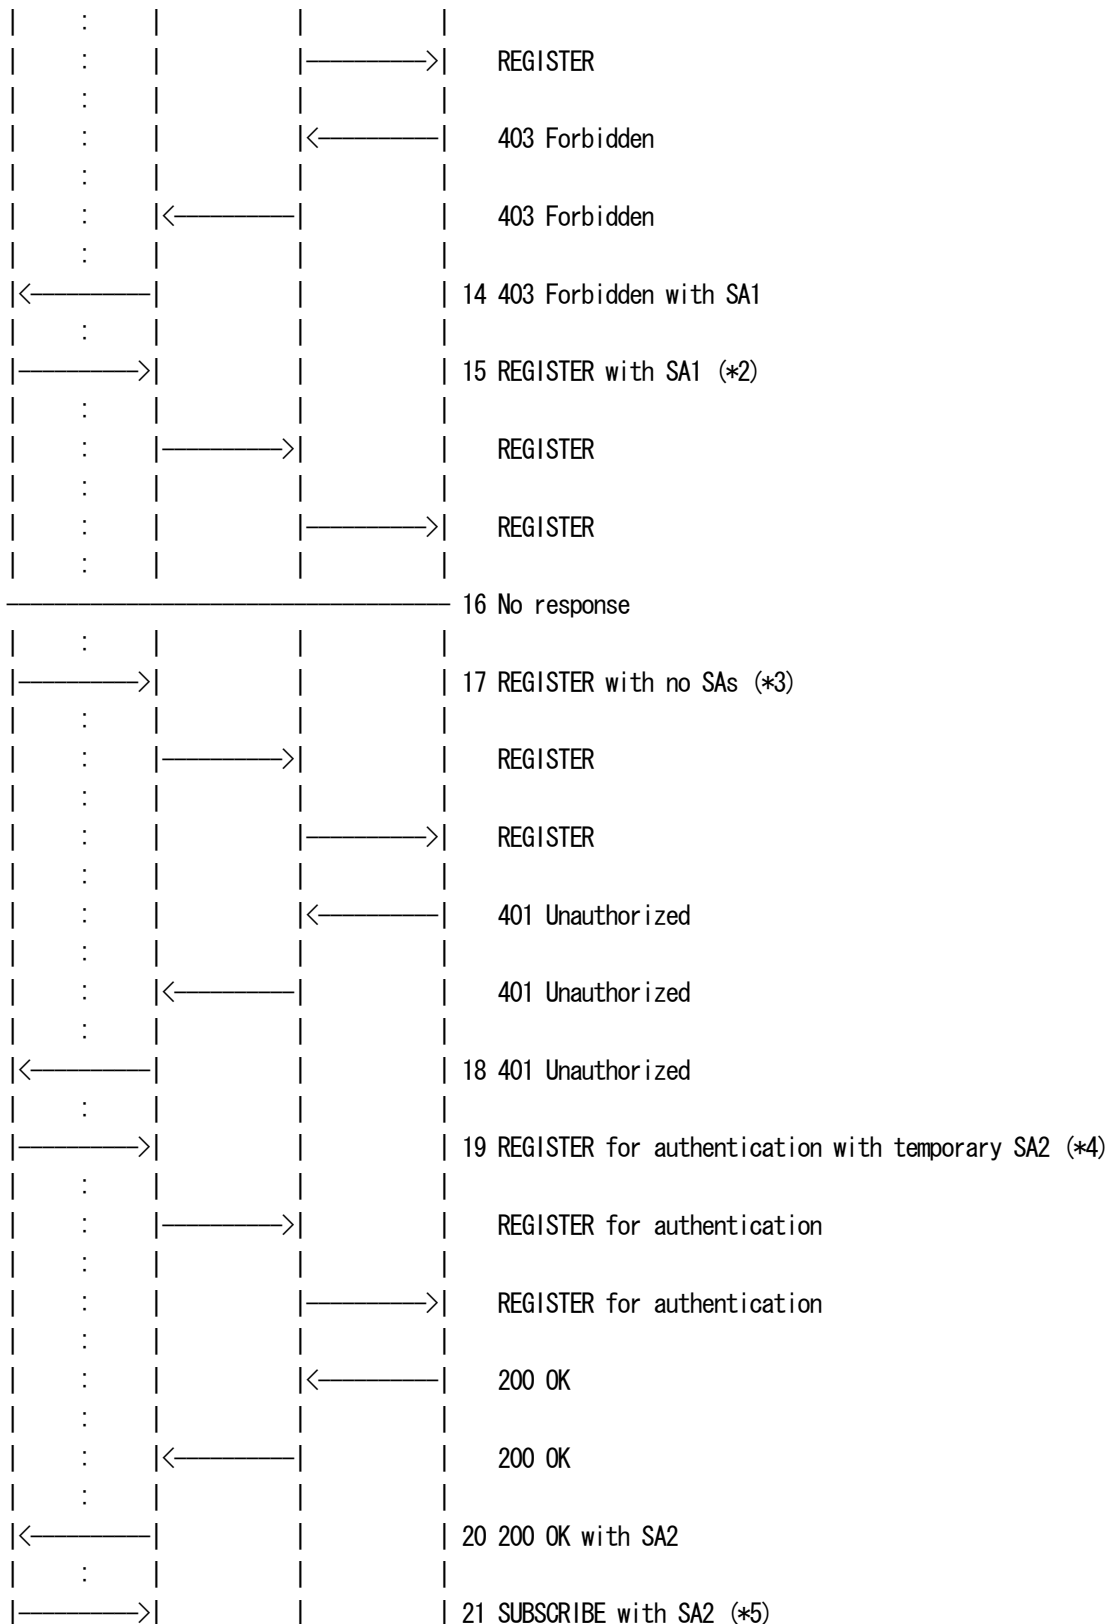 REGISTER
403 Forbidden
403 Forbidden
14 403 Forbidden with SA1
15 REGISTER with SA1 (*2)
REGISTER
REGISTER
16 No response
17 REGISTER with no SAs (*3)
REGISTER
REGISTER
401 Unauthorized
401 Unauthorized
18 401 Unauthorized
19 REGISTER for authentication with temporary SA2 (*4)
REGISTER for authentication
REGISTER for authentication
200 OK
200 OK
20 200 OK with SA2
21 SUBSCRIBE with SA2 (*5)